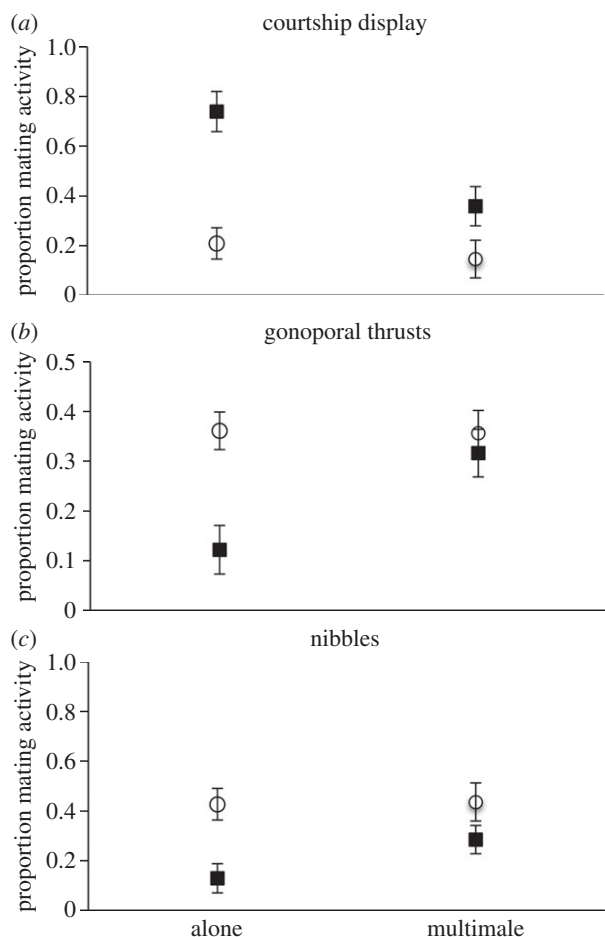 (a) courtship display
1.0
0.8
0.6
0.4
0.2
0
proportion mating activity
(b) gonoporal thrusts
0.5
0.4
0.3
0.2
0.1
0
proportion mating activity
(c) nibbles
1.0
0.8
0.6
0.4
0.2
0
proportion mating activity
alone multimale